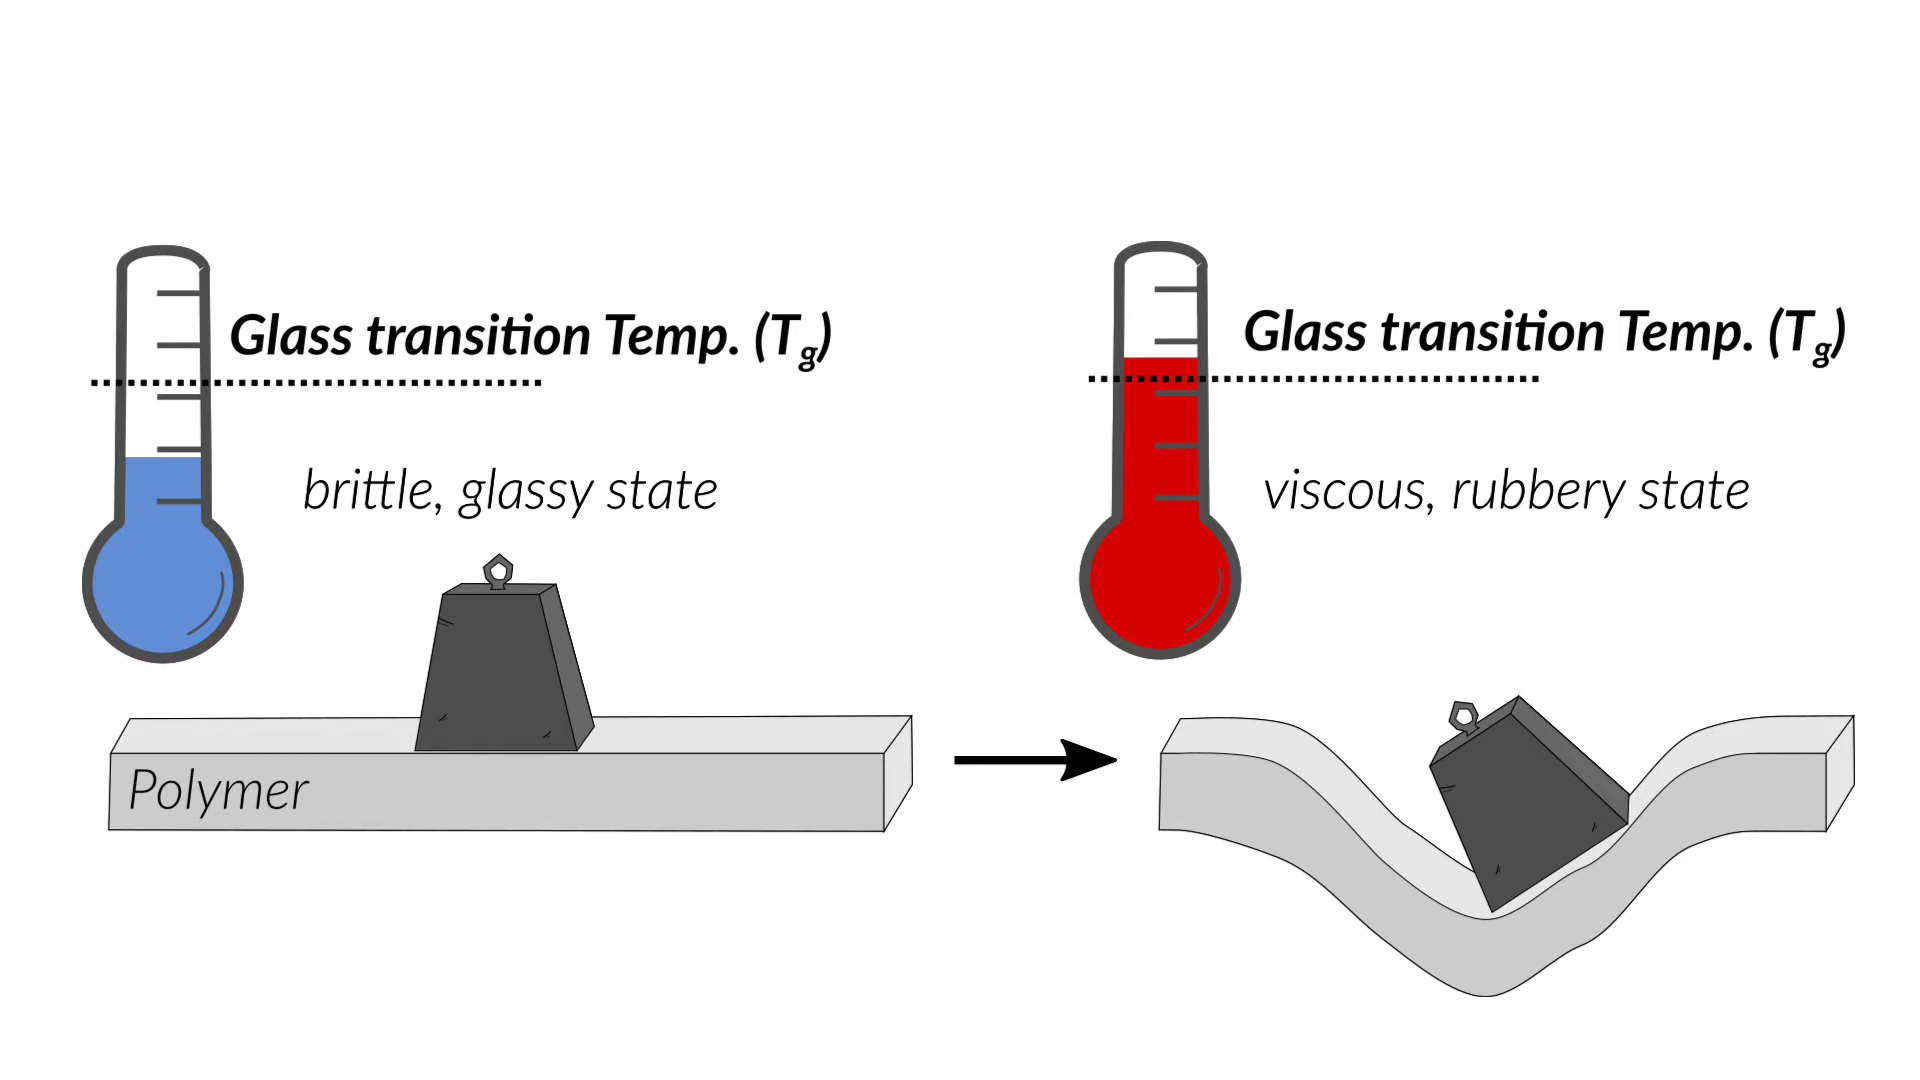 Glass transition Temp. (Tg)
brittle, glassy state
Polymer
Glass transition Temp. (Tg)
viscous, rubbery state